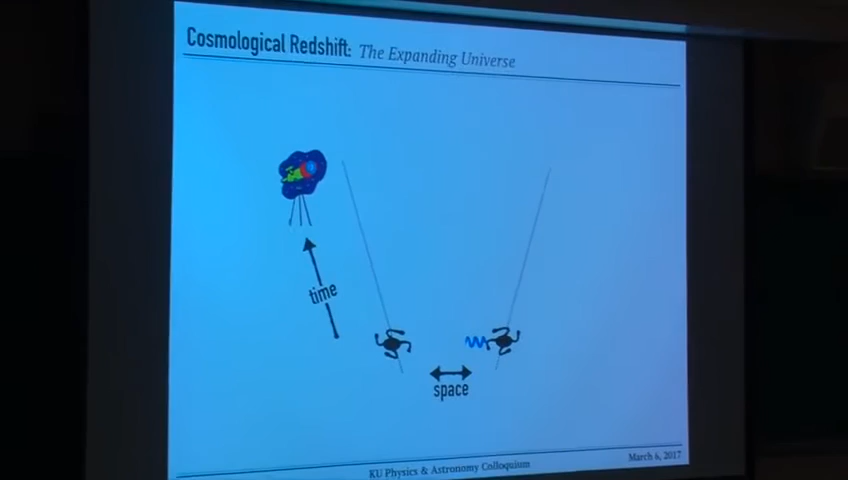 Cosmological Redshift: The Expanding Universe
time
space
KU Physics & Astronomy Colloquium
March 6, 2017